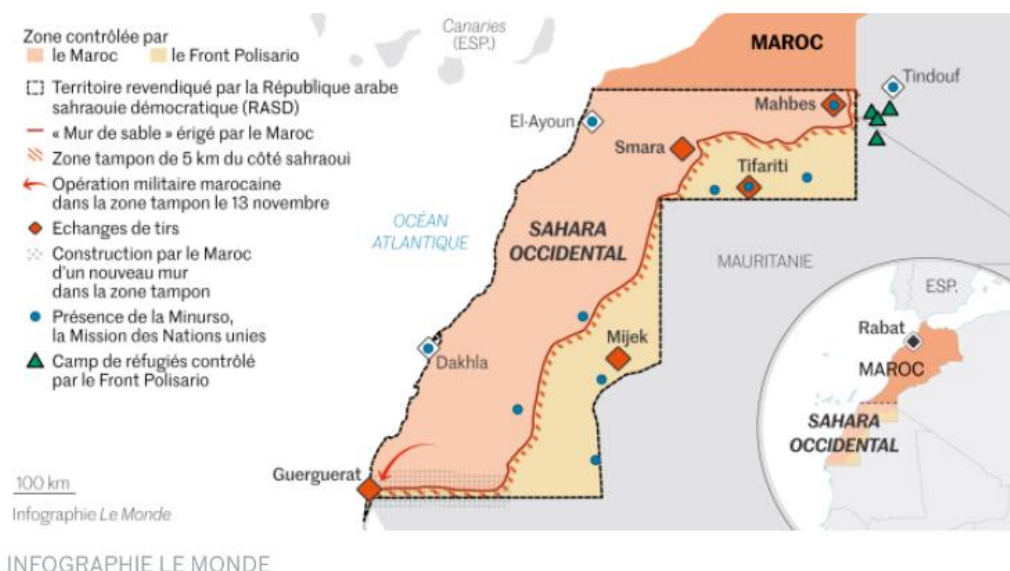 Zone contrôlée par
le Maroc
le Front Polisario
Territoire revendiqué par la République arabe
sahraouie démocratique (RASD)
« Mur de sable » érigé par le Maroc
Zone tampon de 5 km du côté sahraoui
Opération militaire marocaine
dans la zone tampon le 13 novembre
Echanges de tirs
Construction par le Maroc
d'un nouveau mur
dans la zone tampon
Présence de la Minurso,
la Mission des Nations unies
Camp de réfugiés contrôlé
par le Front Polisario
100 km
Infographie Le Monde
Canaries
(ESP.)
MAROC
Tindouf
Mahbes
El-Ayoun
Smara
Tifariti
OCÉAN
ATLANTIQUE
SAHARA
OCCIDENTAL
MAURITANIE
Mijek
Dakhla
Guerguerat
ESP.
Rabat
MAROC
SAHARA
OCCIDENTAL
INFOGRAPHIE LE MONDE